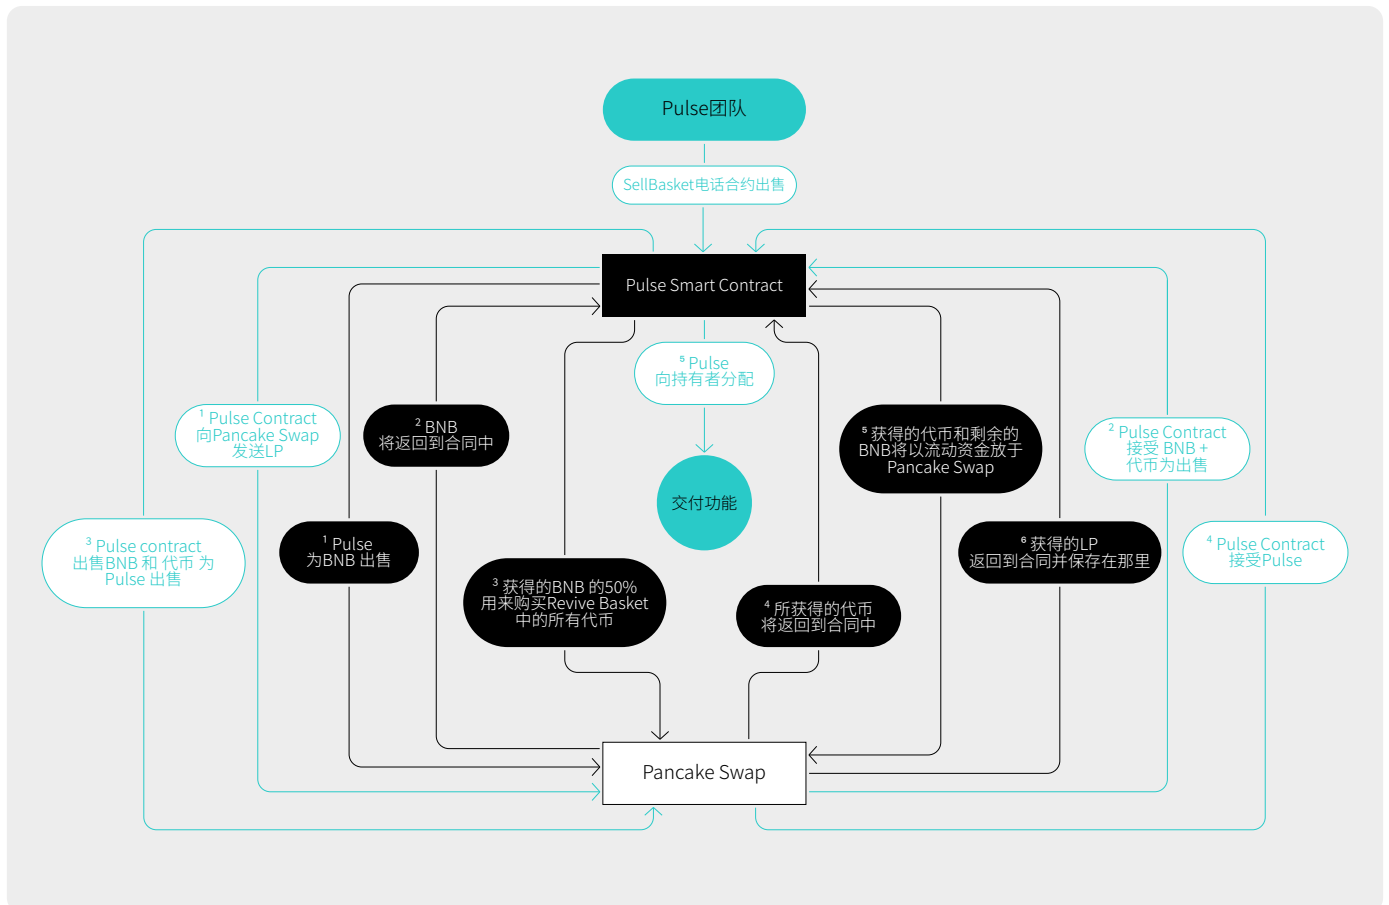 Pulse团队
SellBasket电话合约出售
Pulse Smart Contract
⁵ Pulse
向持有者分配
¹ Pulse Contract
向Pancake Swap
发送LP
² BNB
将返回到合同中
⁵ 获得的代币和剩余的
BNB将以流动资金放于
Pancake Swap
² Pulse Contract
接受 BNB +
代币为出售
交付功能
³ Pulse contract
出售BNB 和 代币 为
Pulse 出售
¹ Pulse
为BNB 出售
⁶ 获得的LP
返回到合同并保存在那里
⁴ Pulse Contract
接受Pulse
³ 获得的BNB 的50%
用来购买Revive Basket
中的所有代币
⁴ 所获得的代币
将返回到合同中
Pancake Swap